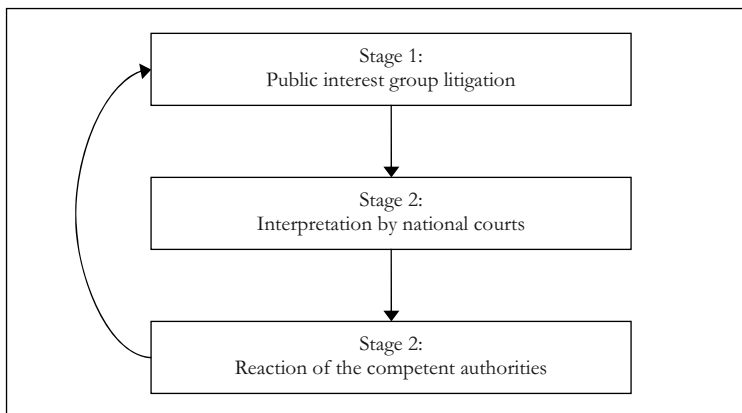 Stage 1:
Public interest group litigation
Stage 2:
Interpretation by national courts
Stage 2:
Reaction of the competent authorities